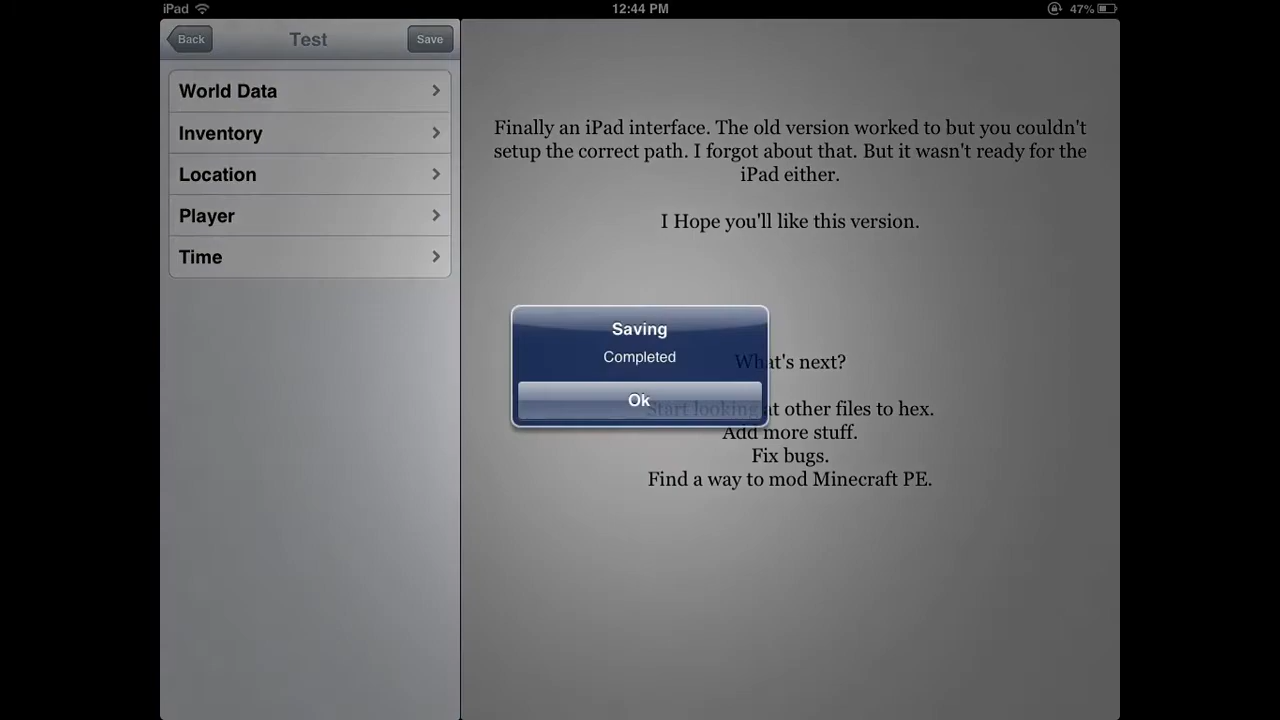 iPad 12:44 PM 47%
Back Test Save
World Data
Inventory
Location
Player
Time
Finally an iPad interface. The old version worked to but you couldn't
setup the correct path. I forgot about that. But it wasn't ready for the
iPad either.
I Hope you'll like this version.
Saving
Completed
Ok
What's next?
Start looking at other files to hex.
Add more stuff.
Fix bugs.
Find a way to mod Minecraft PE.